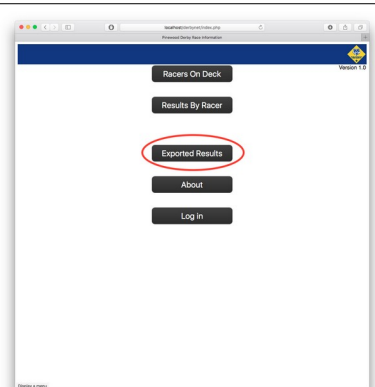 localhost/derbynet/index.php
Pinewood Derby Race Information
Version 1.0
Racers On Deck
Results By Racer
Exported Results
About
Log in
Display a menu